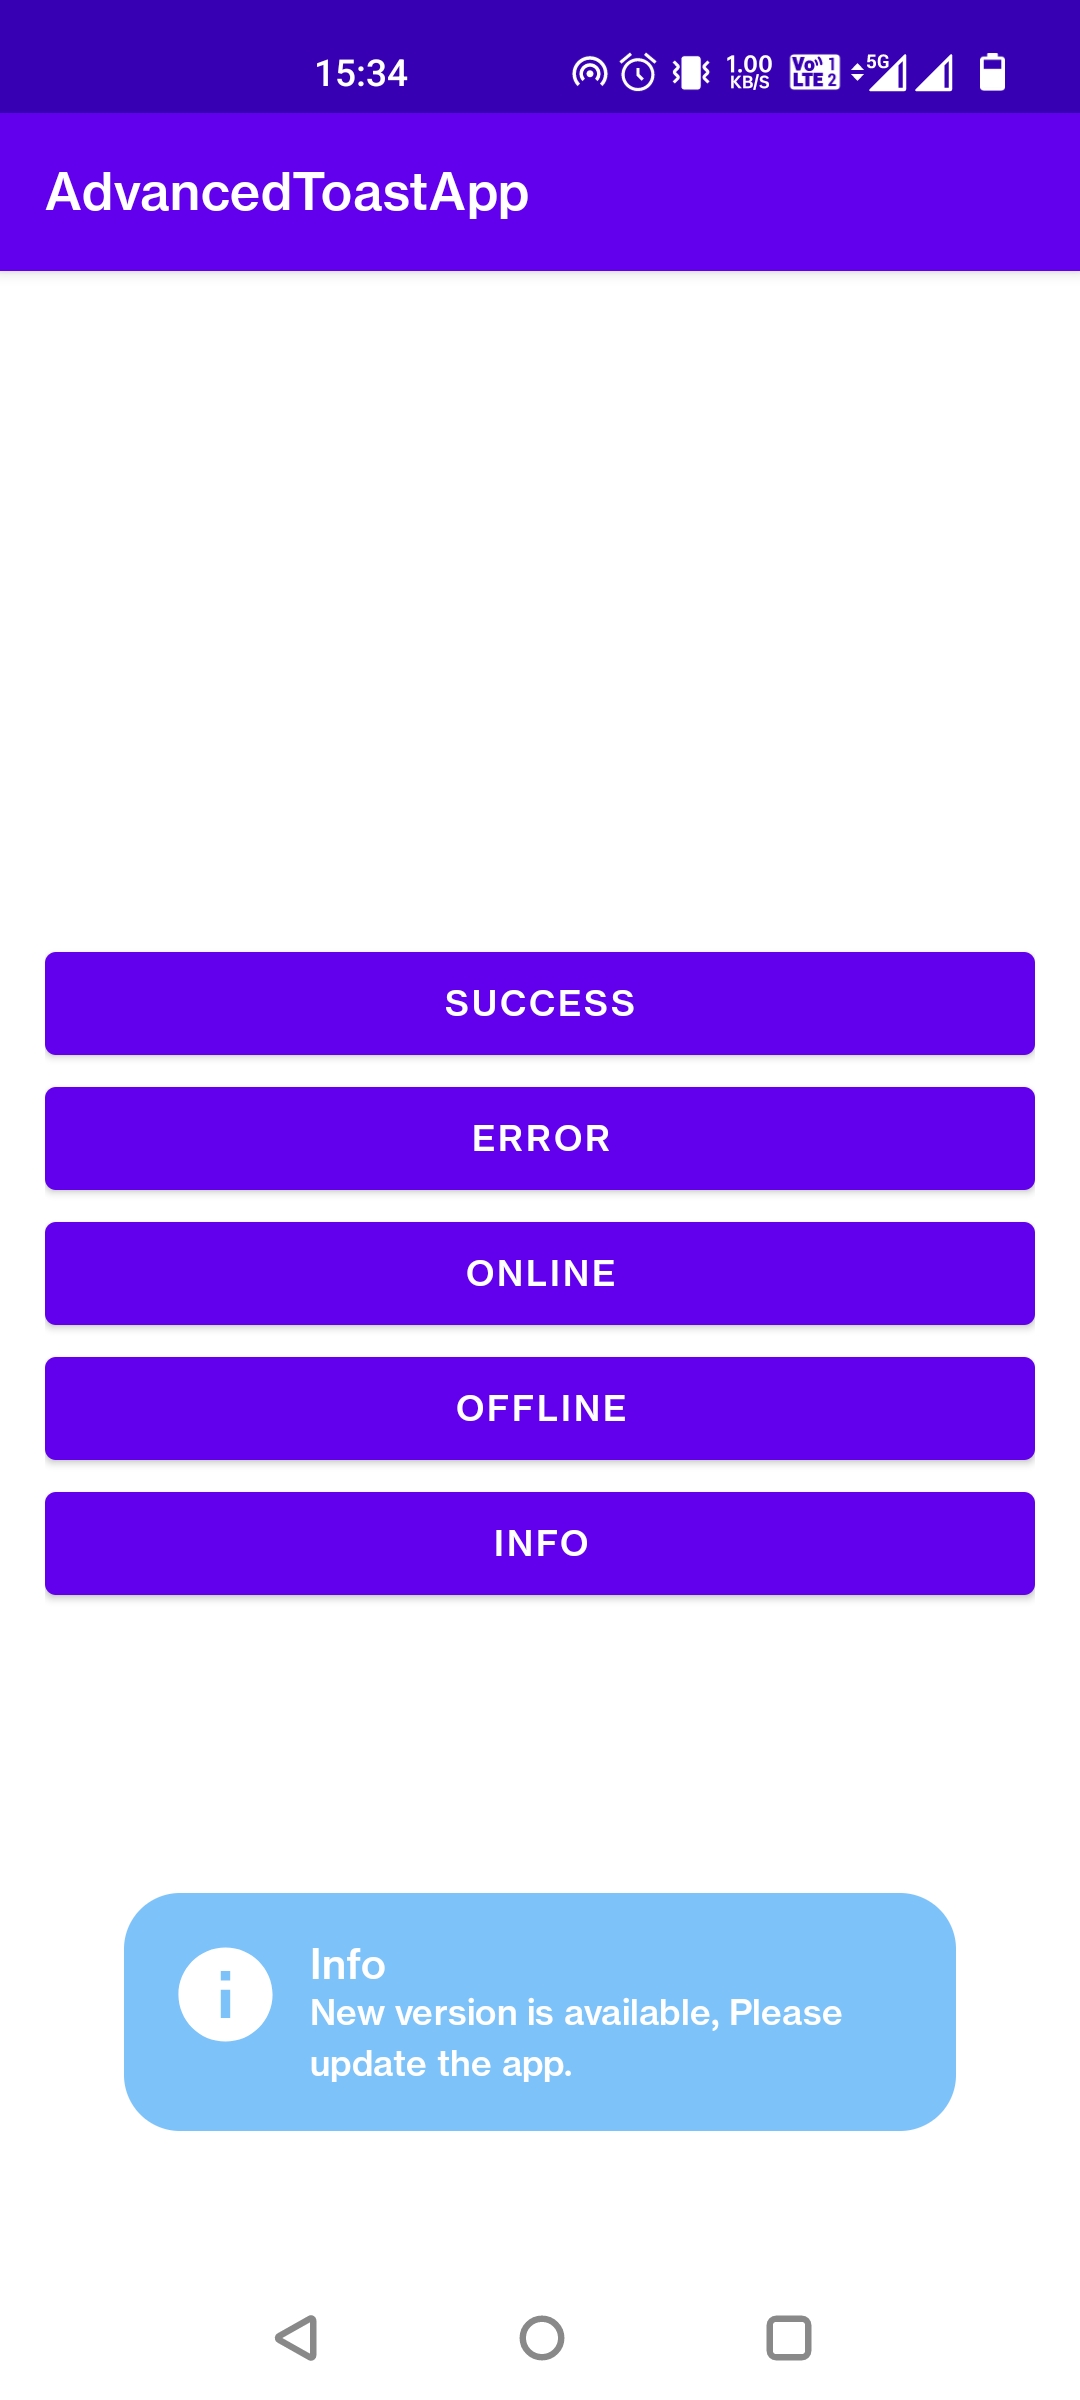 15:34
1.00
KB/S
Vo 1
LTE 2
5G
AdvancedToastApp
SUCCESS
ERROR
ONLINE
OFFLINE
INFO
Info
New version is available, Please
update the app.